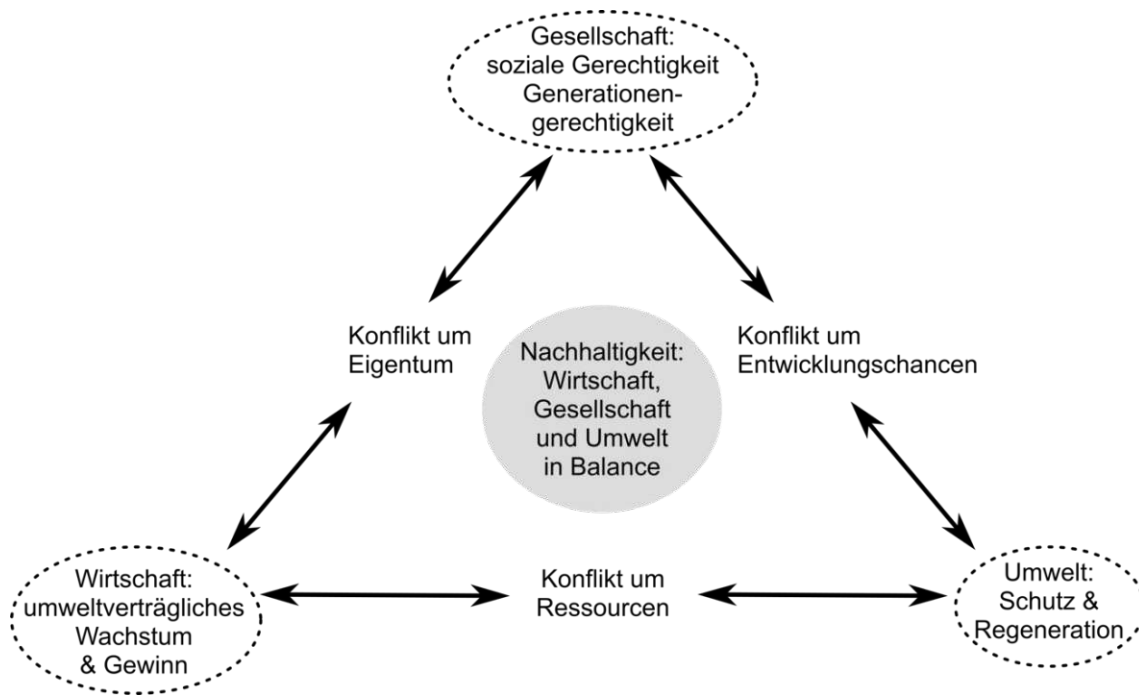 Gesellschaft:
soziale Gerechtigkeit
Generationen-
gerechtigkeit
Konflikt um
Eigentum
Nachhaltigkeit:
Wirtschaft,
Gesellschaft
und Umwelt
in Balance
Konflikt um
Entwicklungschancen
Wirtschaft:
umweltverträgliches
Wachstum
& Gewinn
Konflikt um
Ressourcen
Umwelt:
Schutz &
Regeneration